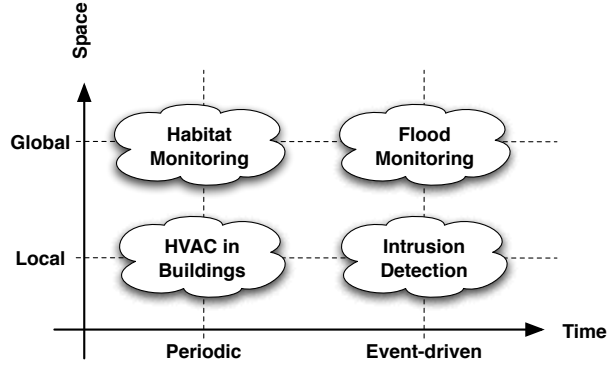 Space
Global
Habitat
Monitoring
Flood
Monitoring
Local
HVAC in
Buildings
Intrusion
Detection
Time
Periodic
Event-driven